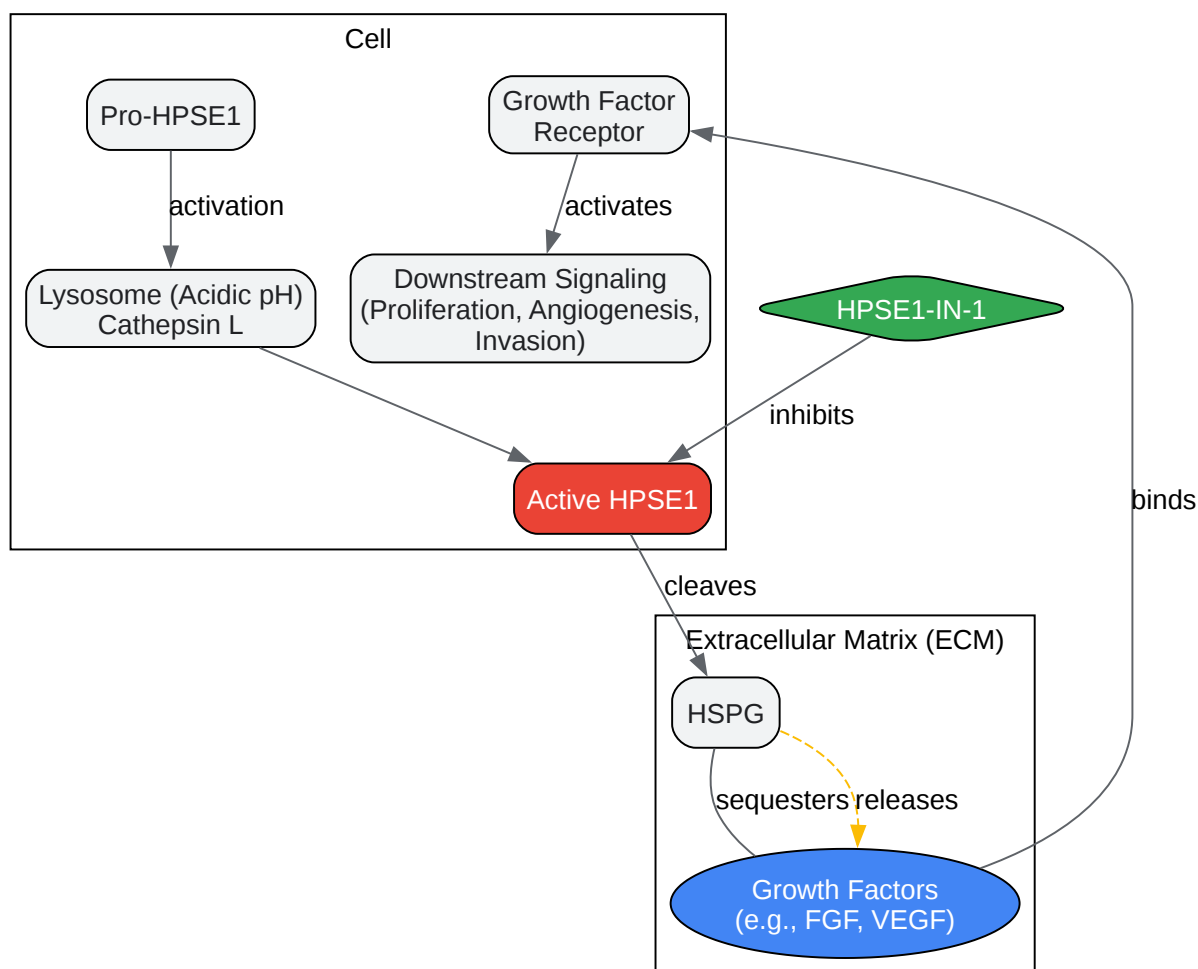 Cell
Pro-HPSE1
Growth Factor
Receptor
activation
activates
Lysosome (Acidic pH)
Cathepsin L
Downstream Signaling
(Proliferation, Angiogenesis,
Invasion)
HPSE1-IN-1
inhibits
Active HPSE1
binds
cleaves
Extracellular Matrix (ECM)
HSPG
sequesters
releases
Growth Factors
(e.g., FGF, VEGF)